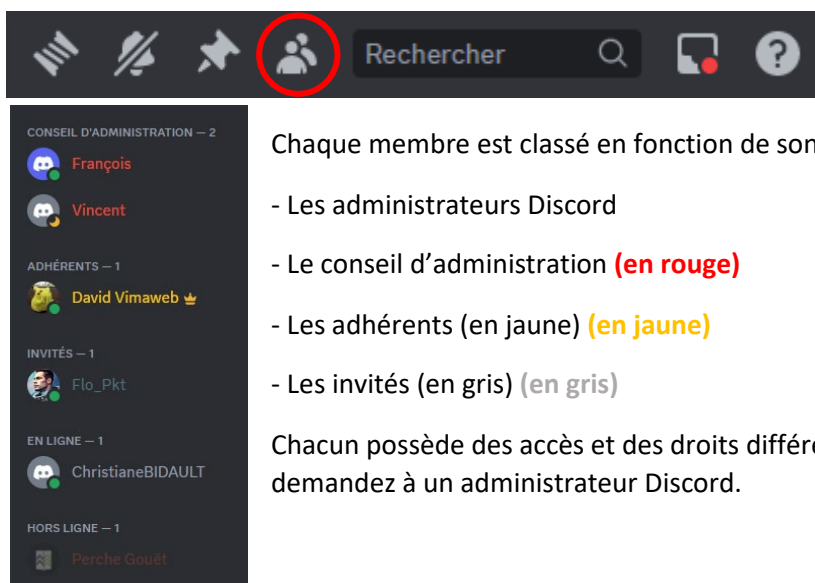 Rechercher
CONSEIL D'ADMINISTRATION — 2
François
Vincent
ADHÉRENTS — 1
David Vimaweb
INVITÉS — 1
Flo_Pkt
EN LIGNE — 1
ChristianeBIDAULT
HORS LIGNE — 1
Perche Gouët
Chaque membre est classé en fonction de son
- Les administrateurs Discord
- Le conseil d’administration (en rouge)
- Les adhérents (en jaune) (en jaune)
- Les invités (en gris) (en gris)
Chacun possède des accès et des droits
demandez à un administrateur Discord.